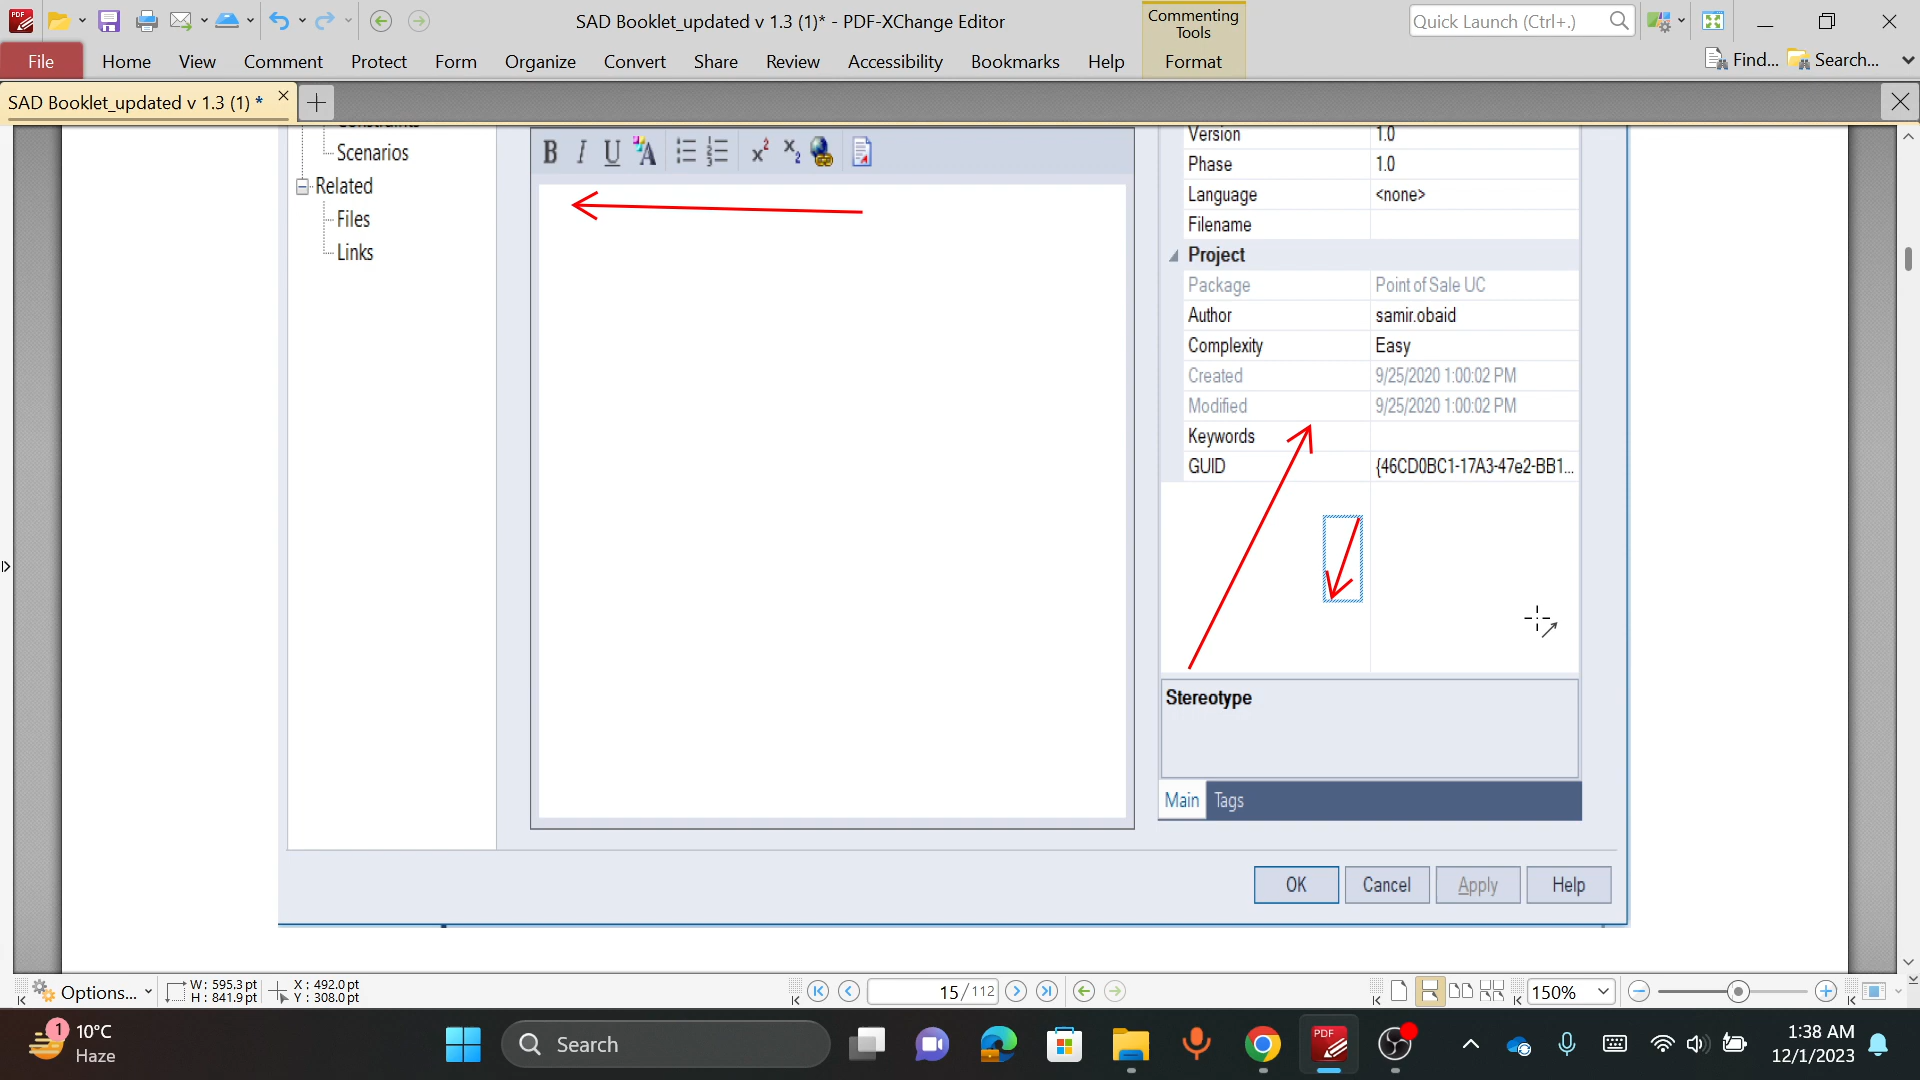 SAD Booklet_updated v 1.3 (1)* - PDF-XChange Editor
Commenting Tools
Quick Launch (Ctrl+.)
File Home View Comment Protect Form Organize Convert Share Review Accessibility Bookmarks Help Format
Find... Search...
SAD Booklet_updated v 1.3 (1) *
Scenarios
Related
Files
Links
B I U A x² x₂
Version 1.0
Phase 1.0
Language <none>
Filename
Project
Package Point of Sale UC
Author samir.obaid
Complexity Easy
Created 9/25/2020 1:00:02 PM
Modified 9/25/2020 1:00:02 PM
Keywords
GUID {46CD0BC1-17A3-47e2-BB1...
Stereotype
Main Tags
OK Cancel Apply Help
Options...
W: 595.3 pt
H: 841.9 pt
X: 492.0 pt
Y: 308.0 pt
15 / 112
150%
1
10°C
Haze
Search
PDF
1:38 AM
12/1/2023